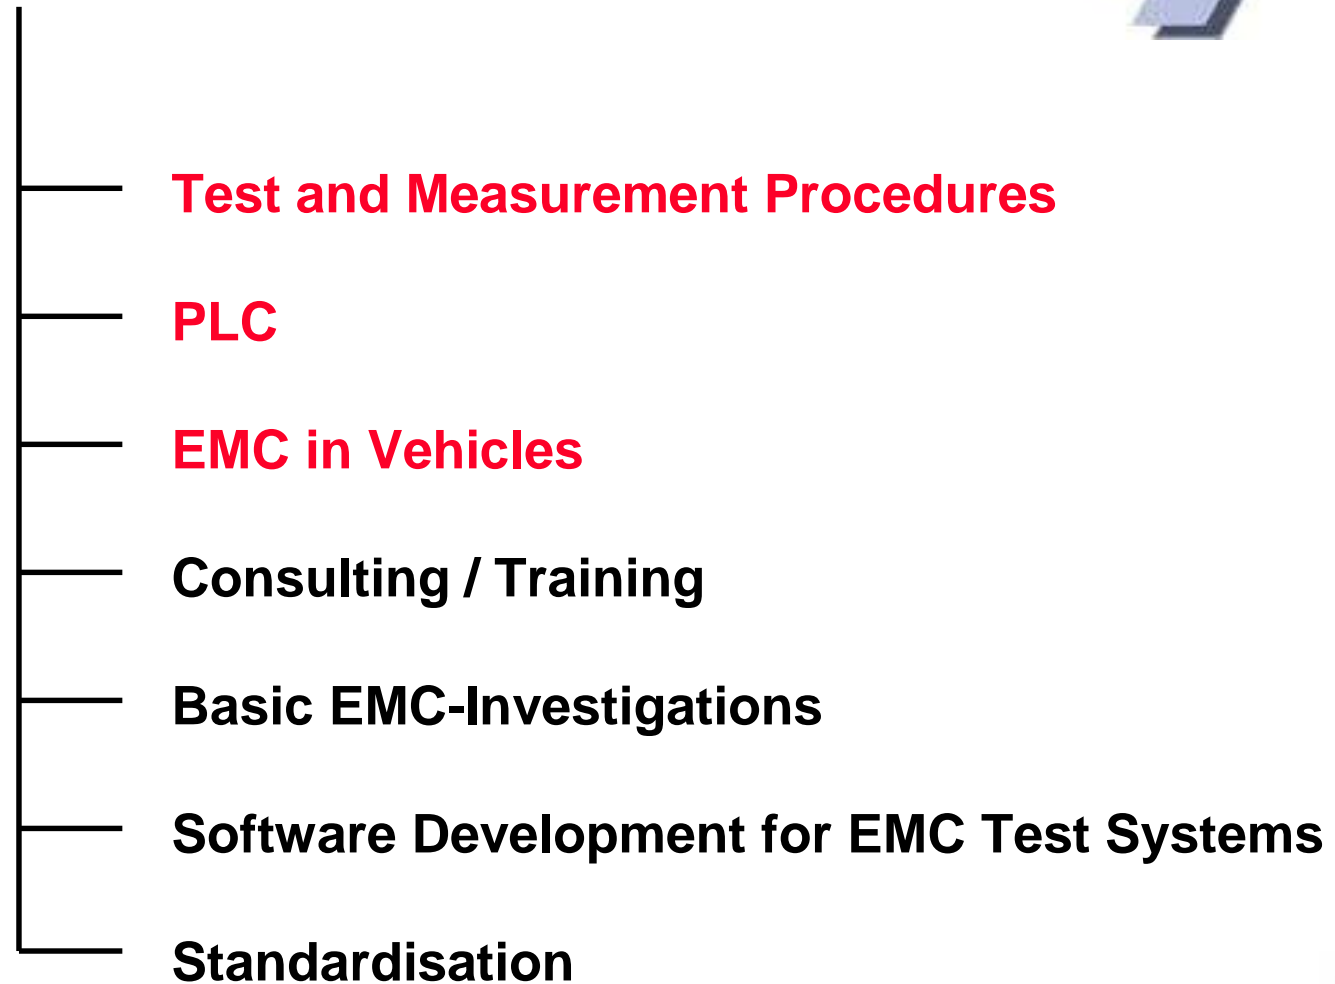 Test and Measurement Procedures
PLC
EMC in Vehicles
Consulting / Training
Basic EMC-Investigations
Software Development for EMC Test Systems
Standardisation